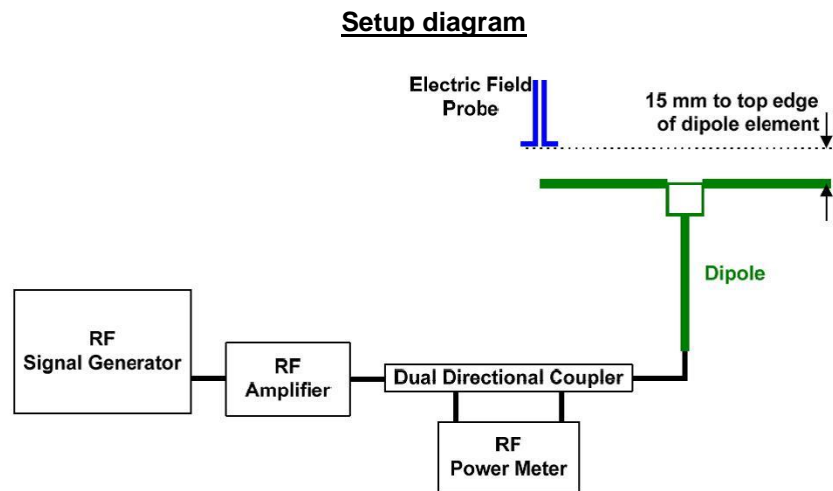 Setup diagram
Electric Field
Probe
15 mm to top edge
of dipole element
Dipole
RF
Signal Generator
RF
Amplifier
Dual Directional Coupler
RF
Power Meter